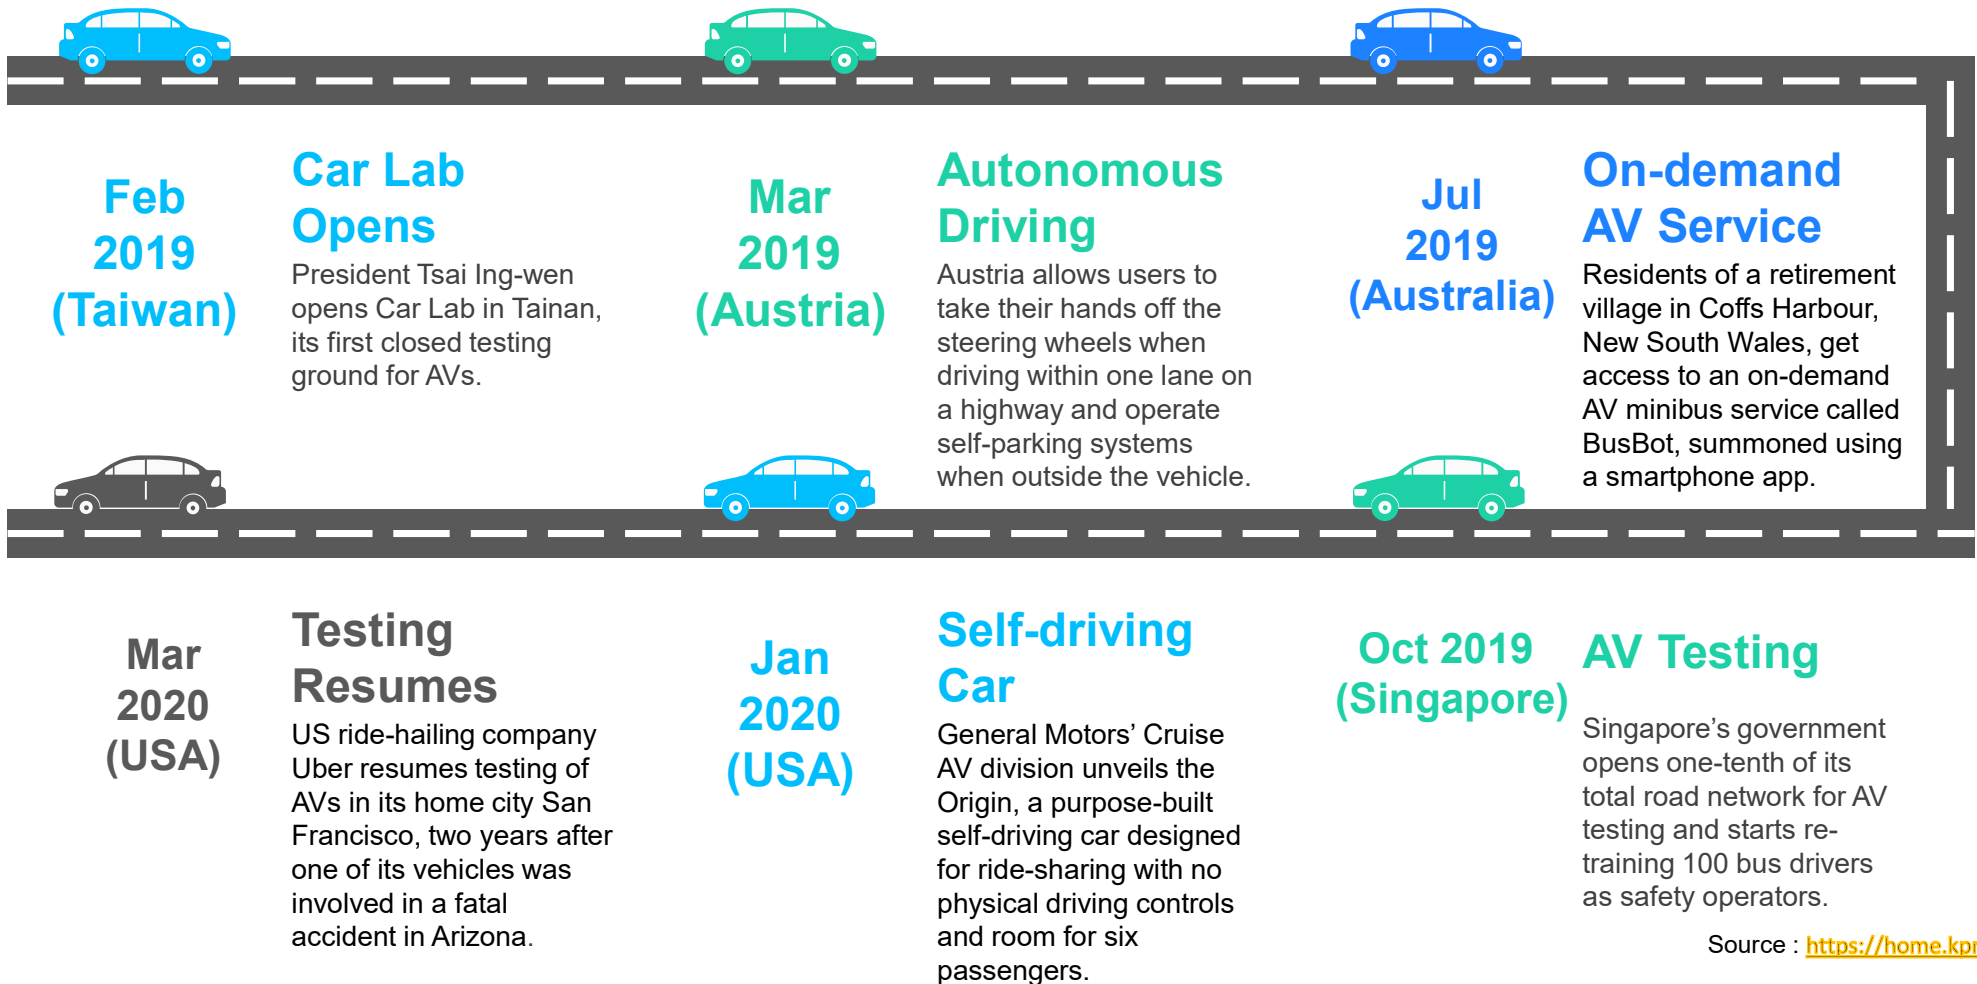 Feb
2019
(Taiwan)
Car Lab
Opens
President Tsai Ing-wen
opens Car Lab in Tainan,
its first closed testing
ground for AVs.
Mar
2019
(Austria)
Autonomous
Driving
Austria allows users to
take their hands off the
steering wheels when
driving within one lane on
a highway and operate
self-parking systems
when outside the vehicle.
Jul
2019
(Australia)
On-demand
AV Service
Residents of a retirement
village in Coffs Harbour,
New South Wales, get
access to an on-demand
AV minibus service called
BusBot, summoned using
a smartphone app.
Mar
2020
(USA)
Testing
Resumes
US ride-hailing company
Uber resumes testing of
AVs in its home city San
Francisco, two years after
one of its vehicles was
involved in a fatal
accident in Arizona.
Jan
2020
(USA)
Self-driving
Car
General Motors’ Cruise
AV division unveils the
Origin, a purpose-built
self-driving car designed
for ride-sharing with no
physical driving controls
and room for six
passengers.
Oct 2019
(Singapore)
AV Testing
Singapore’s government
opens one-tenth of its
total road network for AV
testing and starts re-
training 100 bus drivers
as safety operators.
Source : https://home.kp